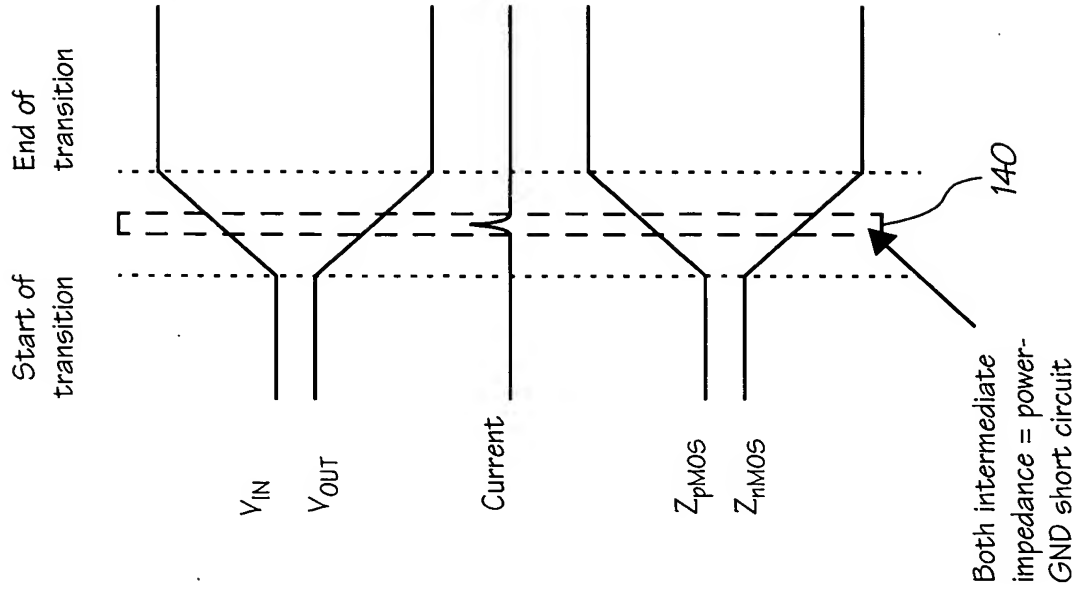 Start of
transition
End of
transition
V_IN
V_OUT
Current
Z_pMOS
Z_nMOS
Both intermediate
impedance = power-
GND short circuit
140